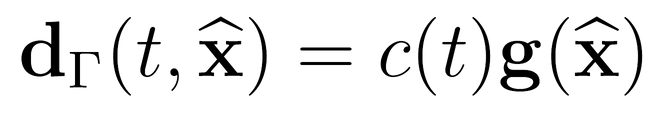 𝐝_Γ(t, 𝐱̂) = c(t)𝐠(𝐱̂)